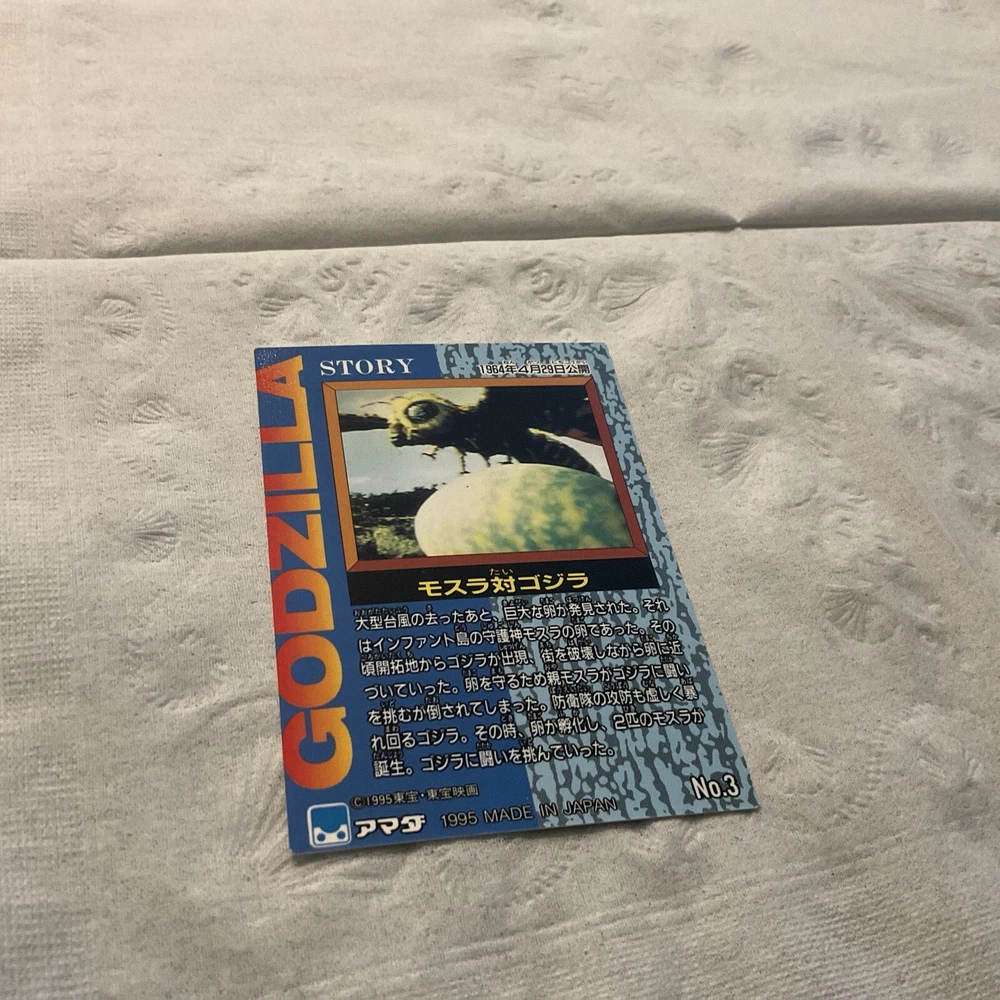 GODZILLA
STORY
1964年4月29日公開
たい
モスラ対ゴジラ
大型台風の去ったあと、巨大な卵が発見された。それ
はインファント島の守護神モスラの卵であった。その
頃開拓地からゴジラが出現、街を破壊しながら卵に近
づいていった。卵を守るため親モスラがゴジラに闘い
を挑むが倒されてしまった。防衛隊の攻防も虚しく暴
れ回るゴジラ。その時、卵が孵化し、2匹のモスラが
誕生。ゴジラに闘いを挑んでいった。
©1995東宝・東宝映画
アマダ 1995 MADE IN JAPAN
No.3